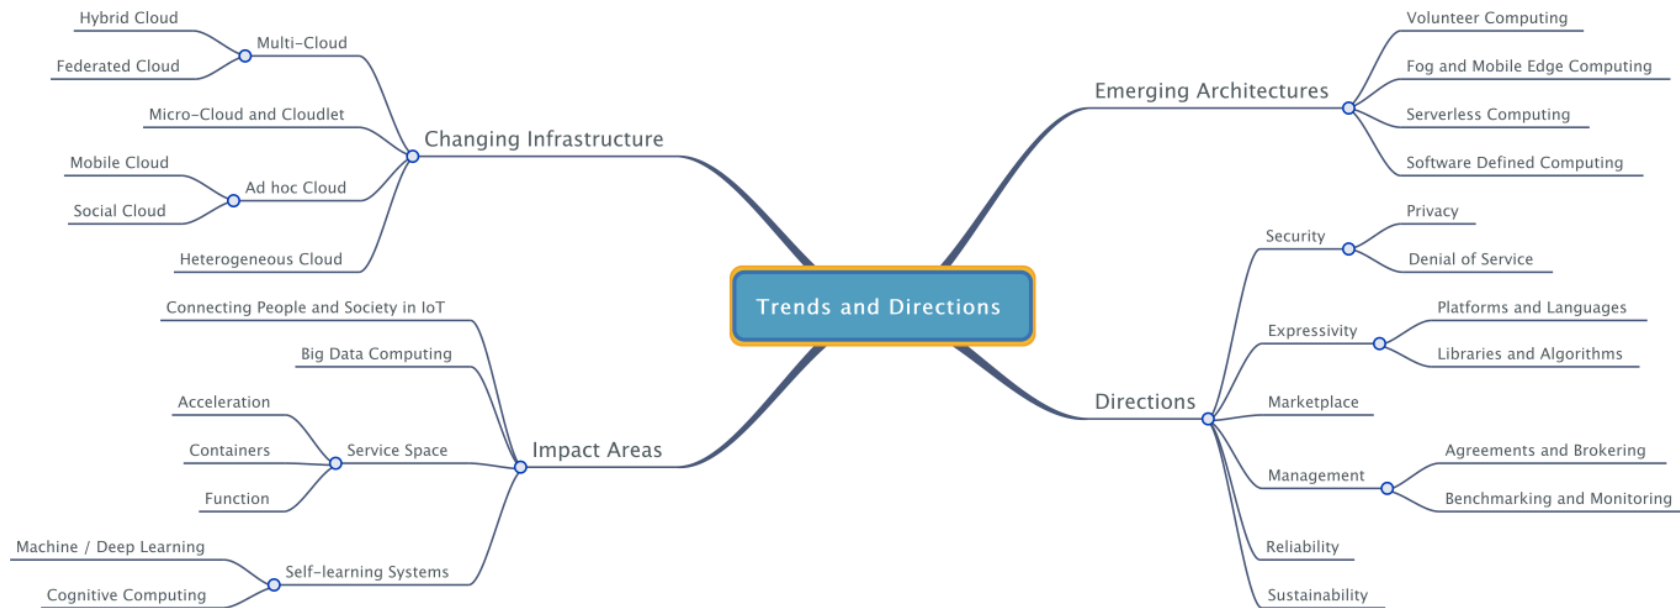 Trends and Directions
Changing Infrastructure
Multi-Cloud
Hybrid Cloud
Federated Cloud
Micro-Cloud and Cloudlet
Ad hoc Cloud
Mobile Cloud
Social Cloud
Heterogeneous Cloud
Impact Areas
Connecting People and Society in IoT
Big Data Computing
Service Space
Acceleration
Containers
Function
Self-learning Systems
Machine / Deep Learning
Cognitive Computing
Emerging Architectures
Volunteer Computing
Fog and Mobile Edge Computing
Serverless Computing
Software Defined Computing
Directions
Security
Privacy
Denial of Service
Expressivity
Platforms and Languages
Libraries and Algorithms
Marketplace
Management
Agreements and Brokering
Benchmarking and Monitoring
Reliability
Sustainability